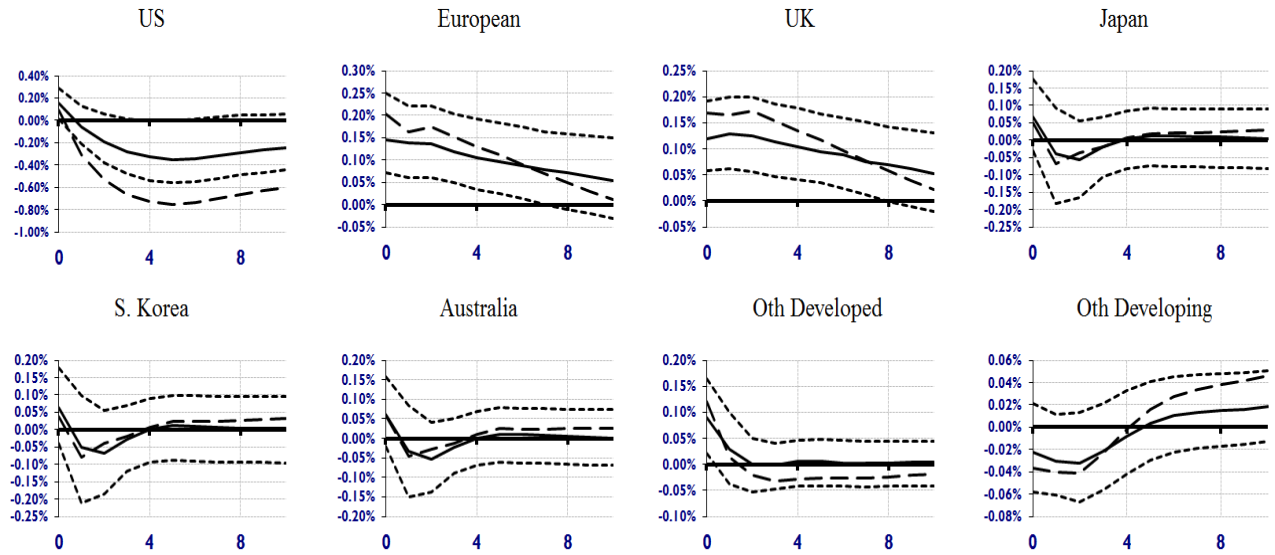 US European UK Japan
0.40% 0.30% 0.25% 0.20%
0.20% 0.25% 0.20% 0.15%
0.00% 0.20% 0.15% 0.10%
-0.20% 0.15% 0.10% 0.05%
-0.40% 0.10% 0.05% 0.00%
-0.60% 0.05% 0.00% -0.05%
-0.80% 0.00% -0.05% -0.10%
-1.00% -0.05% -0.15%
-0.20%
-0.25%
0 4 8 0 4 8 0 4 8 0 4 8
S. Korea Australia Oth Developed Oth Developing
0.20% 0.20% 0.20% 0.06%
0.15% 0.15% 0.15% 0.04%
0.10% 0.10% 0.10% 0.02%
0.05% 0.05% 0.05% 0.00%
0.00% 0.00% 0.00% -0.02%
-0.05% -0.05% -0.05% -0.04%
-0.10% -0.10% -0.10% -0.06%
-0.15% -0.15% -0.08%
-0.20% -0.20%
-0.25%
0 4 8 0 4 8 0 4 8 0 4 8